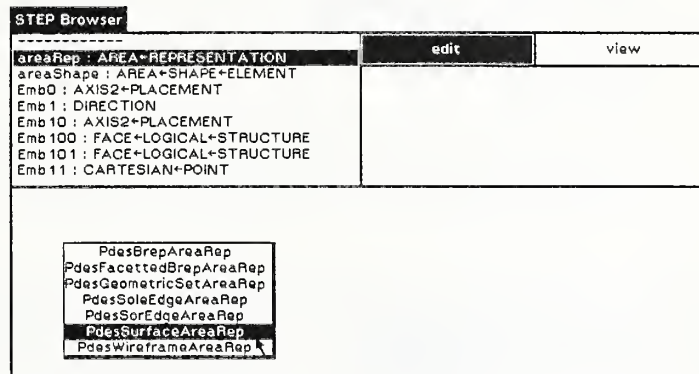 STEP Browser
------------
areaRep : AREA←REPRESENTATION
areaShape : AREA←SHAPE←ELEMENT
Emb0 : AXIS2←PLACEMENT
Emb1 : DIRECTION
Emb10 : AXIS2←PLACEMENT
Emb100 : FACE←LOGICAL←STRUCTURE
Emb101 : FACE←LOGICAL←STRUCTURE
Emb11 : CARTESIAN←POINT
edit
view
PdesBrepAreaRep
PdesFacettedBrepAreaRep
PdesGeometricSetAreaRep
PdesSoleEdgeAreaRep
PdesSorEdgeAreaRep
PdesSurfaceAreaRep
PdesWireframeAreaRep